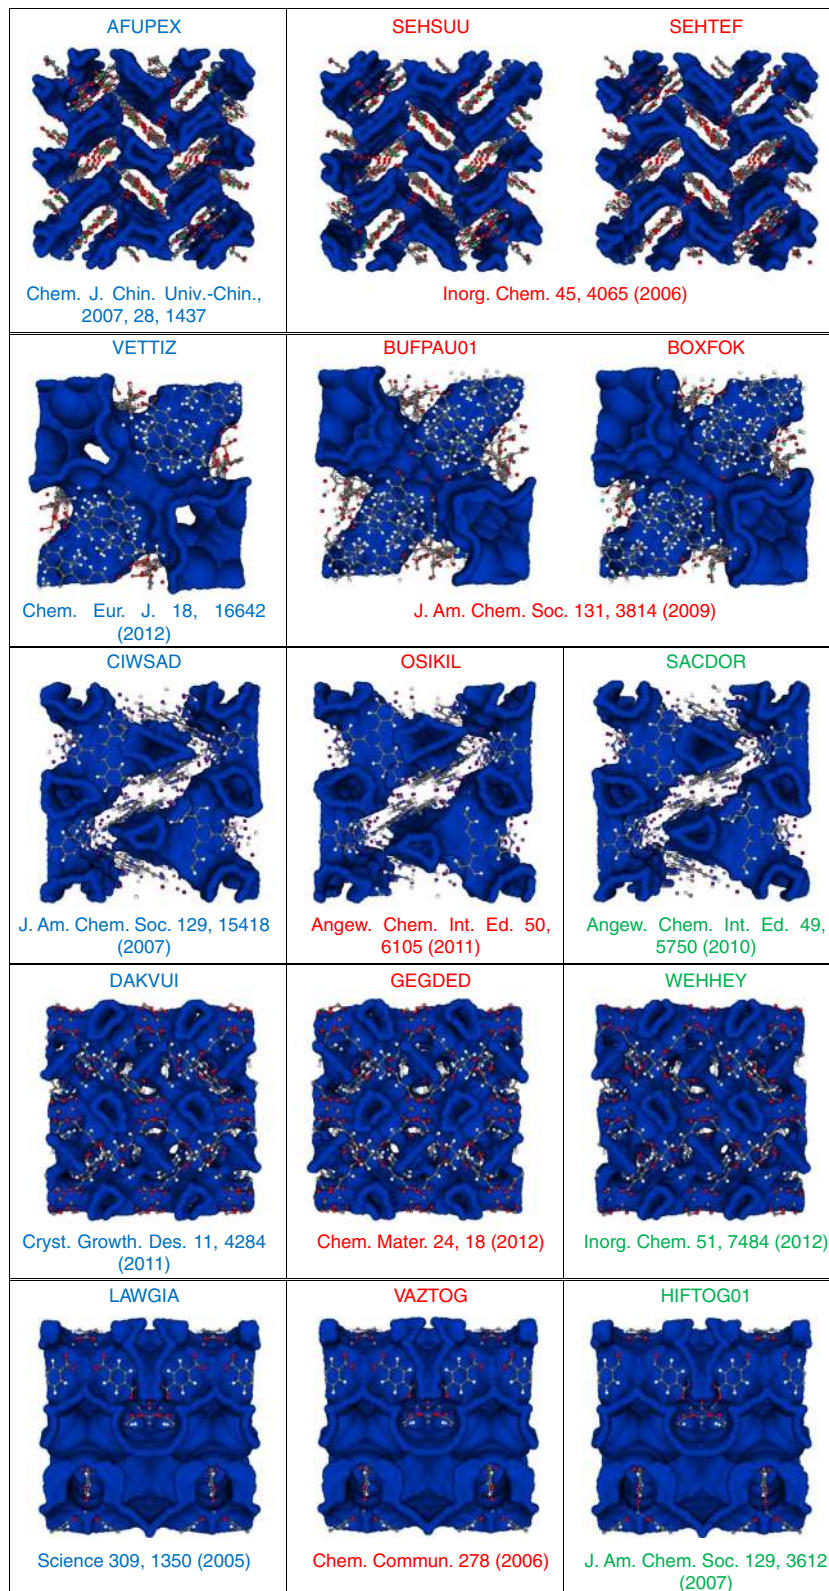 AFUPEX
SEHSUU
SEHTEF
Chem. J. Chin. Univ.-Chin.,
2007, 28, 1437
Inorg. Chem. 45, 4065 (2006)
VETTIZ
BUFPAU01
BOXFOK
Chem. Eur. J. 18, 16642
(2012)
J. Am. Chem. Soc. 131, 3814 (2009)
CIWSAD
OSIKIL
SACDOR
J. Am. Chem. Soc. 129, 15418
(2007)
Angew. Chem. Int. Ed. 50,
6105 (2011)
Angew. Chem. Int. Ed. 49,
5750 (2010)
DAKVUI
GEGDED
WEHHEY
Cryst. Growth. Des. 11, 4284
(2011)
Chem. Mater. 24, 18 (2012)
Inorg. Chem. 51, 7484 (2012)
LAWGIA
VAZTOG
HIFTOG01
Science 309, 1350 (2005)
Chem. Commun. 278 (2006)
J. Am. Chem. Soc. 129, 3612
(2007)